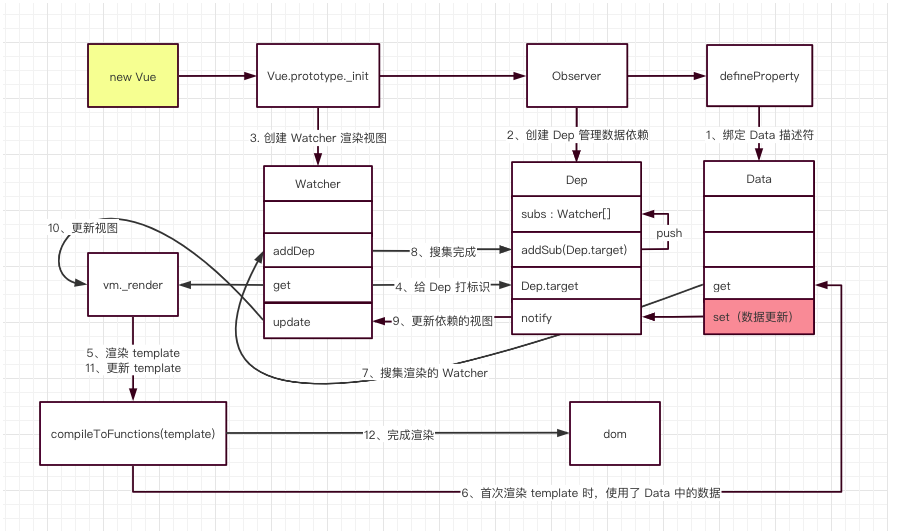 new Vue
Vue.prototype._init
Observer
defineProperty
3. 创建 Watcher 渲染视图
2、创建 Dep 管理数据依赖
1、绑定 Data 描述符
Watcher
Dep
Data
subs : Watcher[]
push
10、更新视图
addDep
8、搜集完成
addSub(Dep.target)
vm._render
get
4、给 Dep 打标识
Dep.target
get
update
9、更新依赖的视图
notify
set（数据更新）
5、渲染 template
11、更新 template
7、搜集渲染的 Watcher
compileToFunctions(template)
12、完成渲染
dom
6、首次渲染 template 时，使用了 Data 中的数据